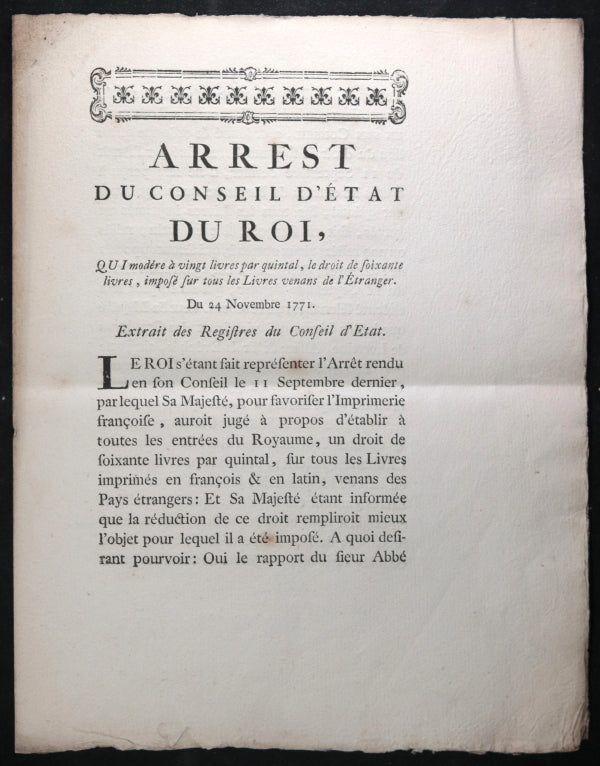 ARREST
DU CONSEIL D'ÉTAT
DU ROI,
QUI modére à vingt livres par quintal, le droit de ſoixante
livres, impoſé ſur tous les Livres venans de l'Étranger.
Du 24 Novembre 1771.
Extrait des Regiſtres du Conſeil d'Etat.
LE ROI s'étant fait repréſenter l'Arrêt rendu
en ſon Conſeil le 11 Septembre dernier,
par lequel Sa Majeſté, pour favoriſer l'Imprimerie
françoiſe, auroit jugé à propos d'établir à
toutes les entrées du Royaume, un droit de
ſoixante livres par quintal, ſur tous les Livres
imprimés en françois & en latin, venans des
Pays étrangers: Et Sa Majeſté étant informée
que la réduction de ce droit rempliroit mieux
l'objet pour lequel il a été impoſé. A quoi deſi-
rant pourvoir: Oui le rapport du ſieur Abbé